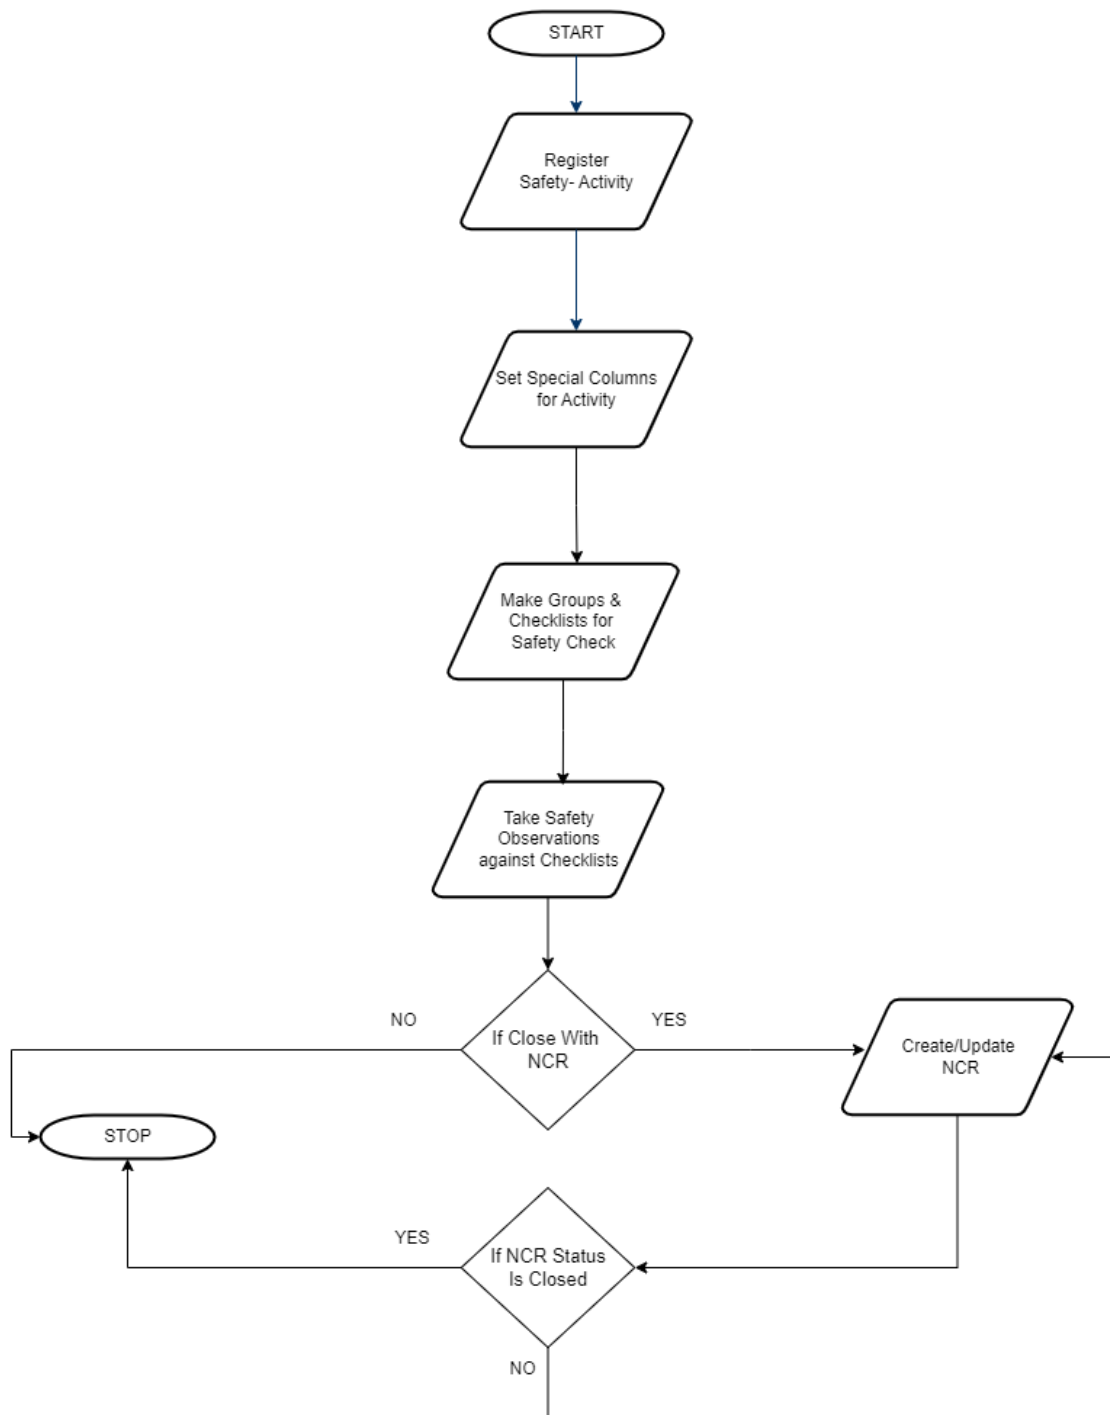 START
Register
Safety- Activity
Set Special Columns
for Activity
Make Groups &
Checklists for
Safety Check
Take Safety
Observations
against Checklists
NO
If Close With
NCR
YES
Create/Update
NCR
STOP
YES
If NCR Status
Is Closed
NO